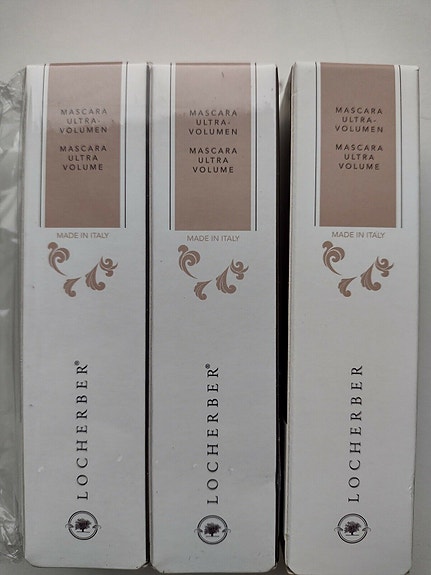 MASCARA
ULTRA-
VOLUMEN
MASCARA
ULTRA
VOLUME
MADE IN ITALY
LOCHERBER®
MASCARA
ULTRA-
VOLUMEN
MASCARA
ULTRA
VOLUME
MADE IN ITALY
LOCHERBER®
MASCARA
ULTRA-
VOLUMEN
MASCARA
ULTRA
VOLUME
MADE IN ITALY
LOCHERBER